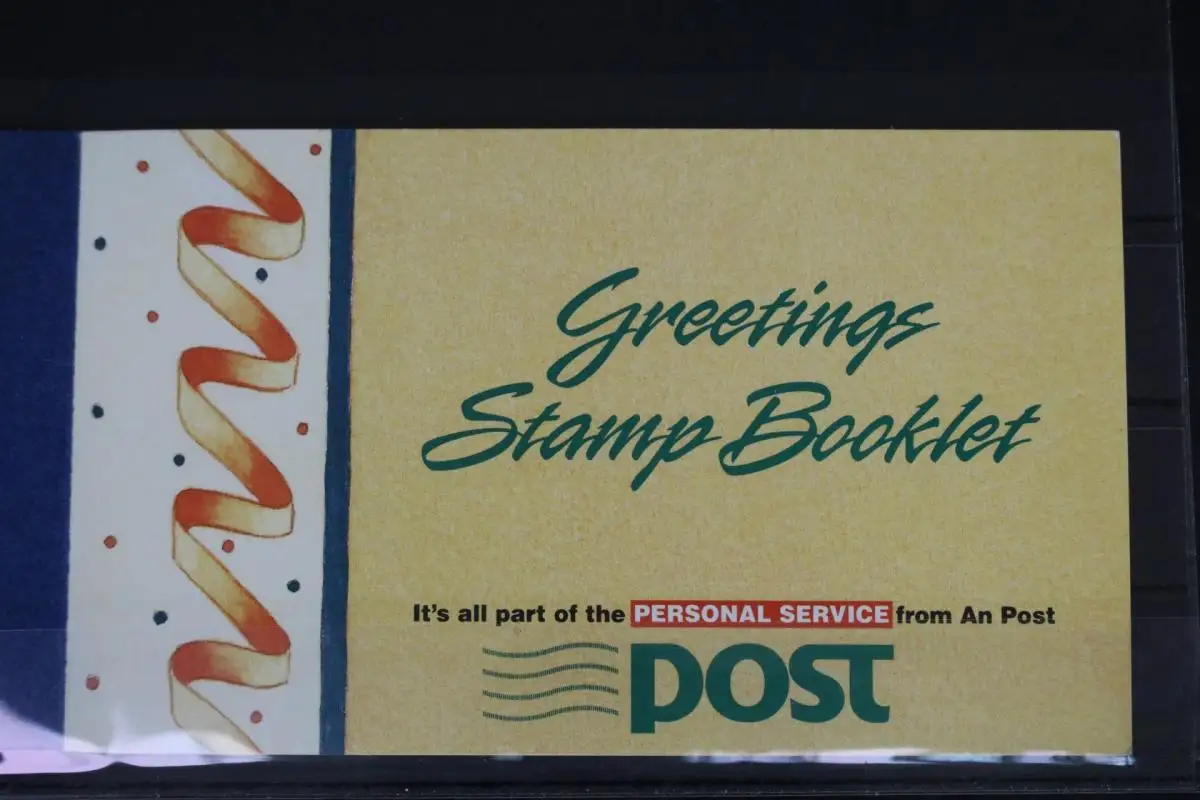 Greetings
Stamp Booklet
It's all part of the PERSONAL SERVICE from An Post
POST